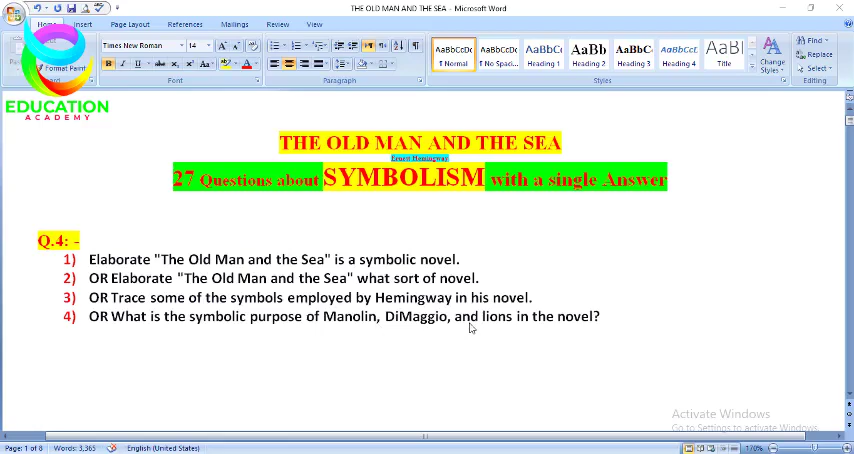 THE OLD MAN AND THE SEA - Microsoft Word
Home Insert Page Layout References Mailings Review View
Times New Roman 14
AaBbCcDc AaBbCcDc AaBbC AaBb AaBbC AaBbCcL AaBl
Find
Replace
Select
Format Paint
¶ Normal ¶ No Spaci... Heading 1 Heading 2 Heading 3 Heading 4 Title Change Styles
Font Paragraph Styles Editing
EDUCATION
ACADEMY
THE OLD MAN AND THE SEA
Ernest Hemingway
27 Questions about SYMBOLISM with a single Answer
Q.4: -
1) Elaborate "The Old Man and the Sea" is a symbolic novel.
2) OR Elaborate "The Old Man and the Sea" what sort of novel.
3) OR Trace some of the symbols employed by Hemingway in his novel.
4) OR What is the symbolic purpose of Manolin, DiMaggio, and lions in the novel?
Activate Windows
Go to Settings to activate Windows.
Page: 1 of 8 Words: 3,365 English (United States) 170%